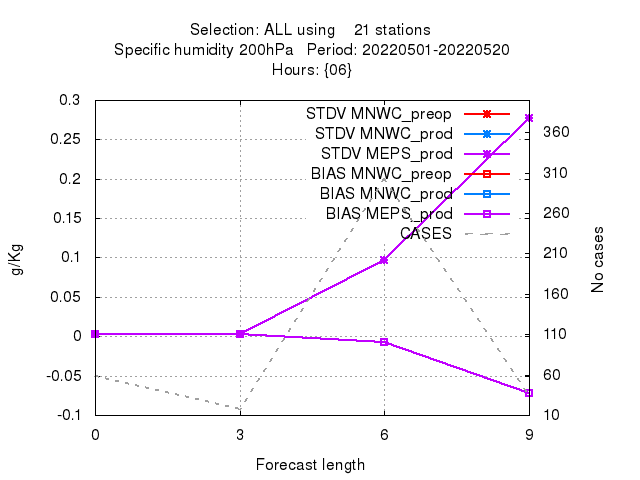 Selection: ALL using    21 stations
Specific humidity 200hPa   Period: 20220501-20220520
Hours: {06}
0.3
0.25
0.2
0.15
0.1
0.05
0
-0.05
-0.1
g/Kg
STDV MNWC_preop
STDV MNWC_prod
STDV MEPS_prod
BIAS MNWC_preop
BIAS MNWC_prod
BIAS MEPS_prod
CASES
360
310
260
210
160
110
60
10
No cases
0 3 6 9
Forecast length